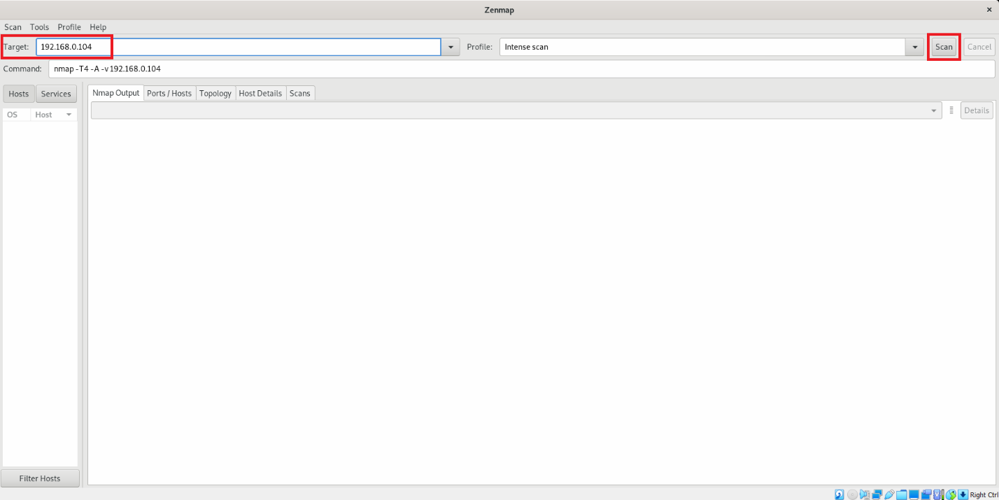 Zenmap
Scan Tools Profile Help
Target: 192.168.0.104 Profile: Intense scan Scan Cancel
Command: nmap -T4 -A -v 192.168.0.104
Hosts Services Nmap Output Ports / Hosts Topology Host Details Scans
OS Host Details
Filter Hosts
Right Ctrl